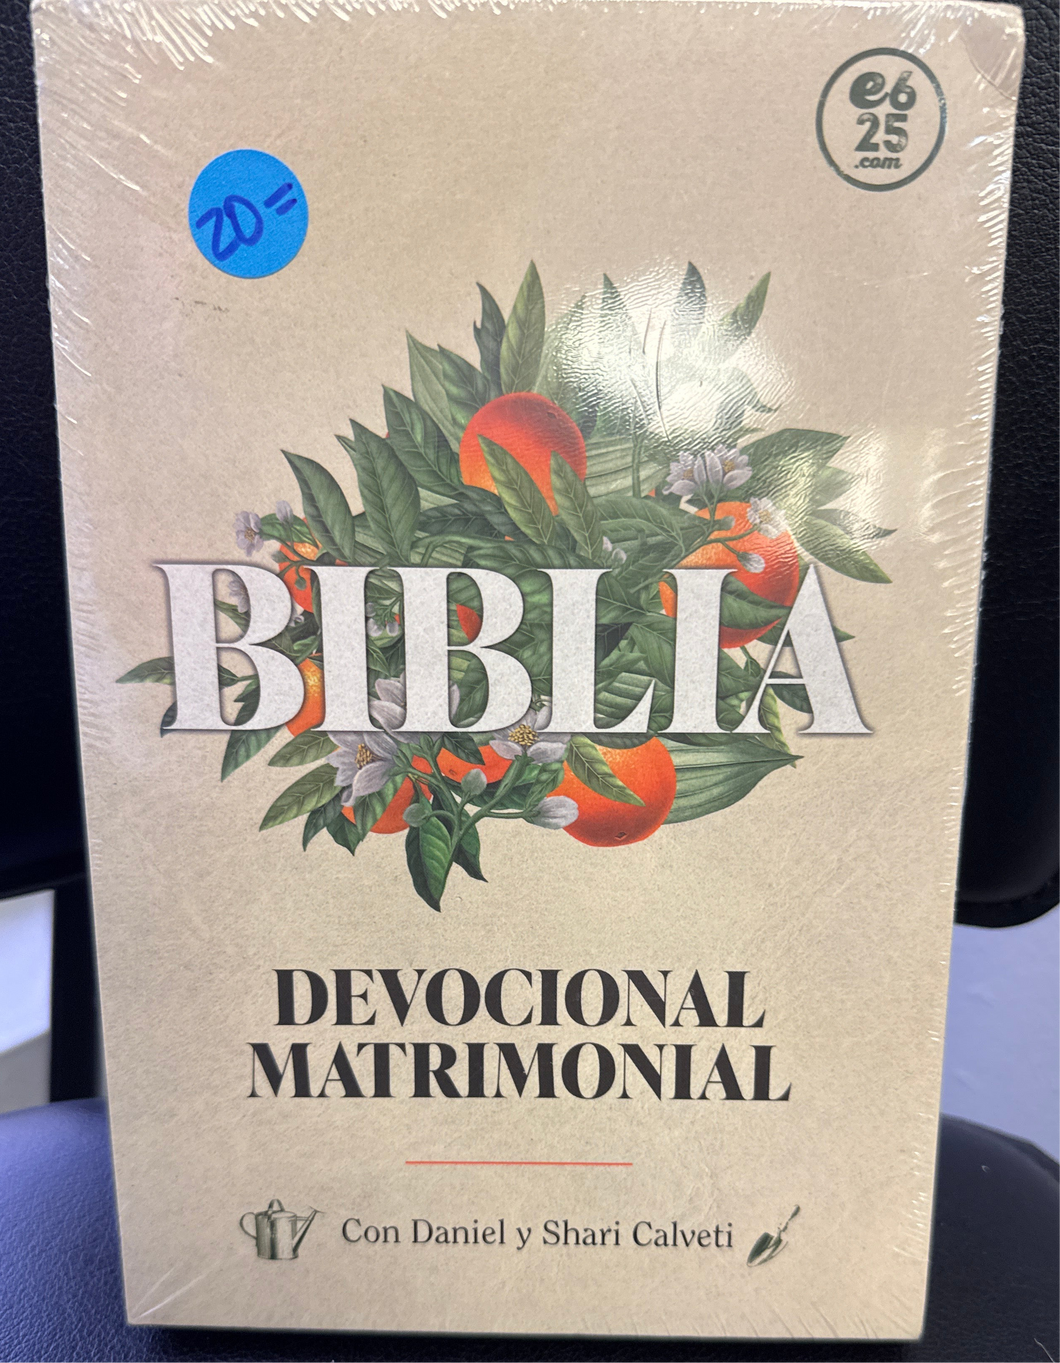 e6
25
.com
20=
BIBLIA
DEVOCIONAL
MATRIMONIAL
Con Daniel y Shari Calveti